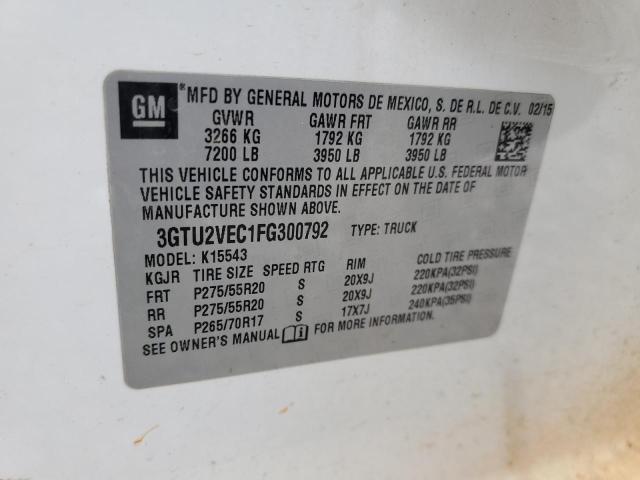 GM
*MFD BY GENERAL MOTORS DE MEXICO, S. DE R.L. DE C.V. 02/15
GVWR GAWR FRT GAWR RR
3266 KG 1792 KG 1792 KG
7200 LB 3950 LB 3950 LB
THIS VEHICLE CONFORMS TO ALL APPLICABLE U.S. FEDERAL MOTOR
VEHICLE SAFETY STANDARDS IN EFFECT ON THE DATE OF
MANUFACTURE SHOWN ABOVE.
3GTU2VEC1FG300792 TYPE: TRUCK
MODEL: K15543
KGJR TIRE SIZE SPEED RTG RIM COLD TIRE PRESSURE
FRT P275/55R20 S 20X9J 220KPA(32PSI)
RR P275/55R20 S 20X9J 220KPA(32PSI)
SPA P265/70R17 S 17X7J 240KPA(35PSI)
SEE OWNER'S MANUAL FOR MORE INFORMATION.